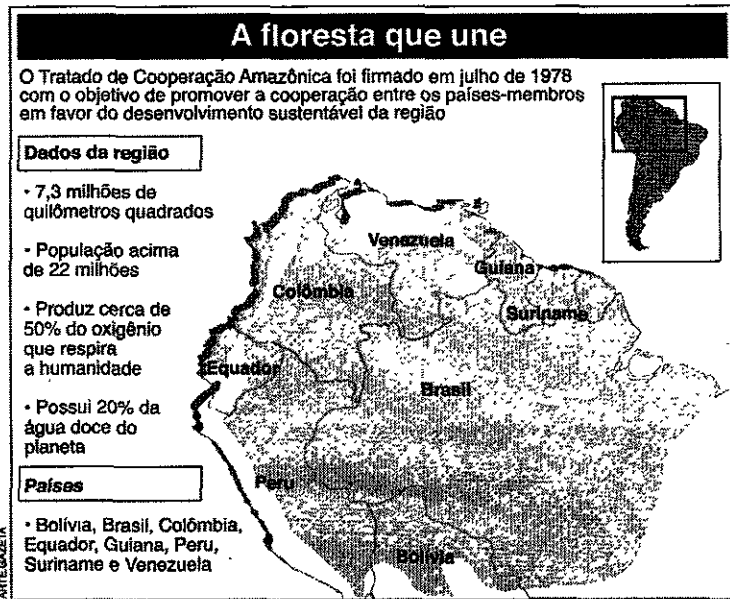 A floresta que une
O Tratado de Cooperação Amazônica foi firmado em julho de 1978
com o objetivo de promover a cooperação entre os países-membros
em favor do desenvolvimento sustentável da região
Dados da região
• 7,3 milhões de
quilômetros quadrados
• População acima
de 22 milhões
• Produz cerca de
50% do oxigênio
que respira
a humanidade
• Possui 20% da
água doce do
planeta
Países
• Bolívia, Brasil, Colômbia,
Equador, Guiana, Peru,
Suriname e Venezuela
Venezuela
Guiana
Colômbia
Suriname
Equador
Brasil
Peru
Bolívia
ARTE/GAZETA